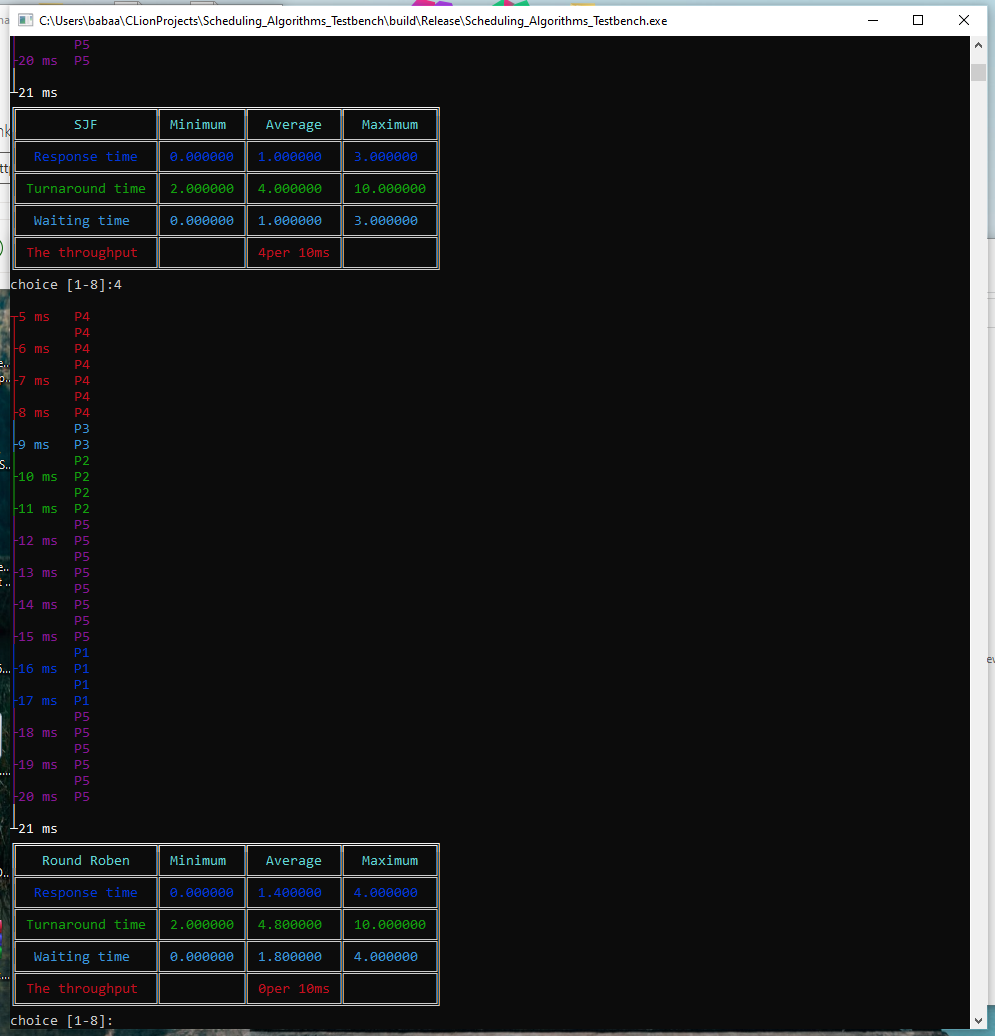 C:\Users\babaa\CLionProjects\Scheduling_Algorithms_Testbench\build\Release\Scheduling_Algorithms_Testbench.exe
P5
20 ms P5
21 ms
SJF Minimum Average Maximum
Response time 0.000000 1.000000 3.000000
Turnaround time 2.000000 4.000000 10.000000
Waiting time 0.000000 1.000000 3.000000
The throughput 4per 10ms
choice [1-8]:4
5 ms P4
P4
6 ms P4
P4
7 ms P4
P4
8 ms P4
P3
9 ms P3
P2
10 ms P2
P2
11 ms P2
P5
12 ms P5
P5
13 ms P5
P5
14 ms P5
P5
15 ms P5
P1
16 ms P1
P1
17 ms P1
P5
18 ms P5
P5
19 ms P5
P5
20 ms P5
21 ms
Round Roben Minimum Average Maximum
Response time 0.000000 1.400000 4.000000
Turnaround time 2.000000 4.800000 10.000000
Waiting time 0.000000 1.800000 4.000000
The throughput 0per 10ms
choice [1-8]: